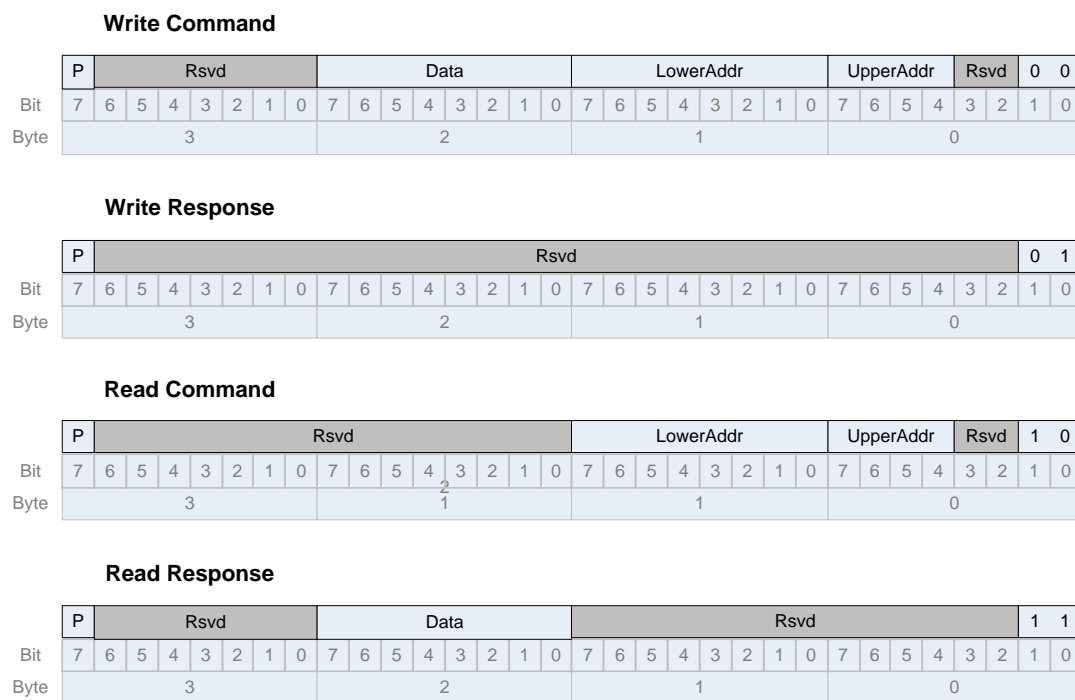 Write Command
P Rsvd Data LowerAddr UpperAddr Rsvd 0 0
Bit 7 6 5 4 3 2 1 0 7 6 5 4 3 2 1 0 7 6 5 4 3 2 1 0 7 6 5 4 3 2 1 0
Byte 3 2 1 0
Write Response
P Rsvd 0 1
Bit 7 6 5 4 3 2 1 0 7 6 5 4 3 2 1 0 7 6 5 4 3 2 1 0 7 6 5 4 3 2 1 0
Byte 3 2 1 0
Read Command
P Rsvd LowerAddr UpperAddr Rsvd 1 0
Bit 7 6 5 4 3 2 1 0 7 6 5 4 3 2 1 0 7 6 5 4 3 2 1 0 7 6 5 4 3 2 1 0
2
Byte 3 1 1 0
Read Response
P Rsvd Data Rsvd 1 1
Bit 7 6 5 4 3 2 1 0 7 6 5 4 3 2 1 0 7 6 5 4 3 2 1 0 7 6 5 4 3 2 1 0
Byte 3 2 1 0